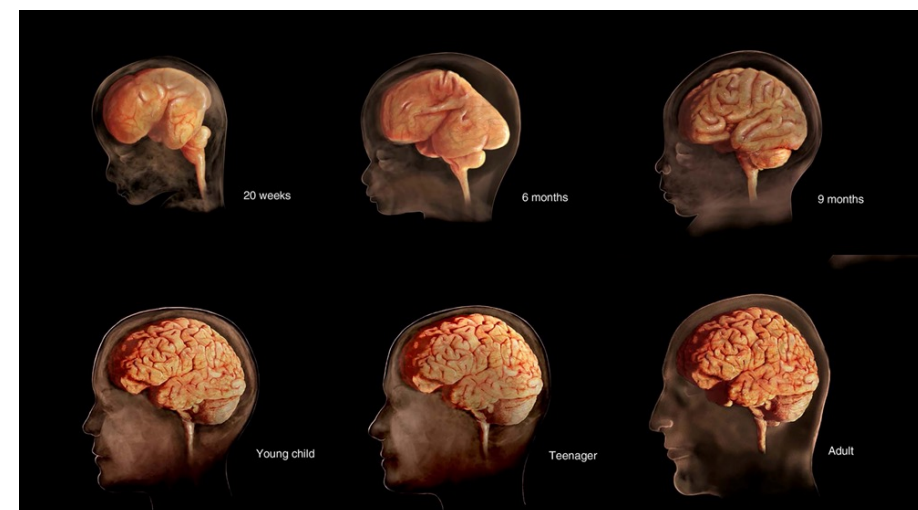 20 weeks
6 months
9 months
Young child
Teenager
Adult